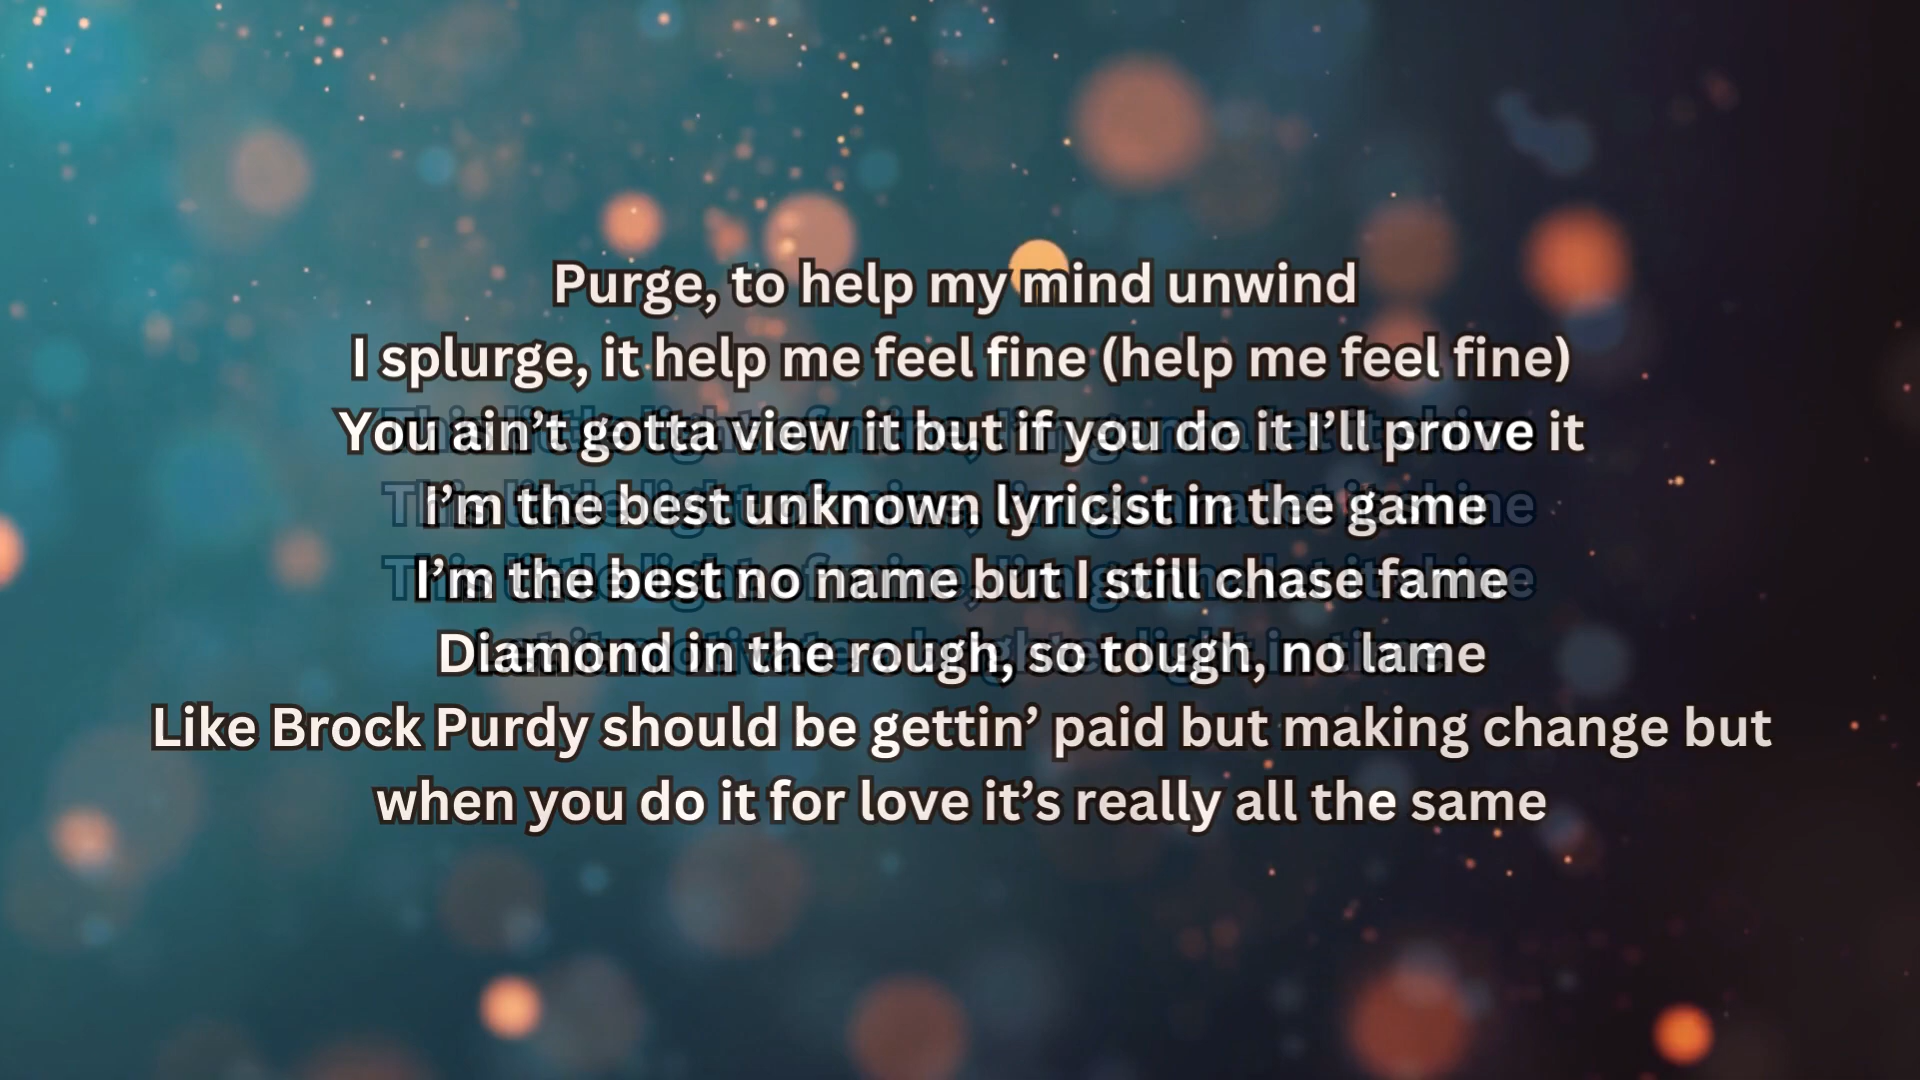 Purge, to help my mind unwind
I splurge, it help me feel fine (help me feel fine)
You ain’t gotta view it but if you do it I’ll prove it
I’m the best unknown lyricist in the game
I’m the best no name but I still chase fame
Diamond in the rough, so tough, no lame
Like Brock Purdy should be gettin’ paid but making change but
when you do it for love it’s really all the same